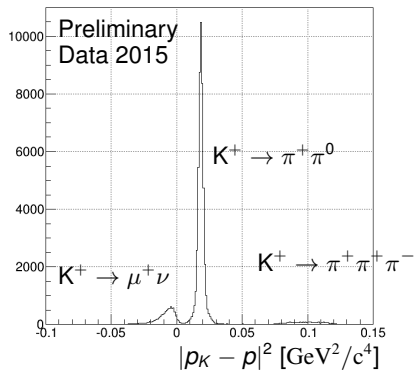 10000
8000
6000
4000
2000
0
Preliminary
Data 2015
K⁺ → π⁺π⁰
K⁺ → μ⁺ν
K⁺ → π⁺π⁺π⁻
-0.1 -0.05 0 0.05 0.1 0.15
|p_K − p|² [GeV²/c⁴]